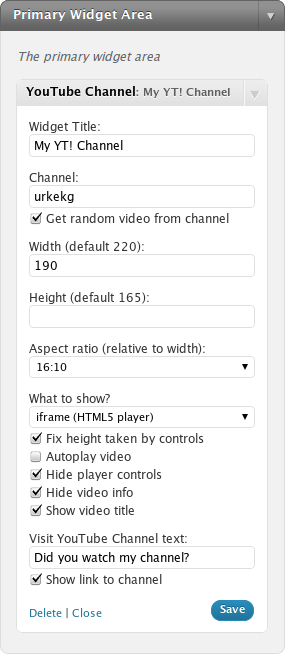 Primary Widget Area
The primary widget area
YouTube Channel: My YT! Channel
Widget Title:
My YT! Channel
Channel:
urkekg
Get random video from channel
Width (default 220):
190
Height (default 165):
Aspect ratio (relative to width):
16:10
What to show?
iframe (HTML5 player)
Fix height taken by controls
Autoplay video
Hide player controls
Hide video info
Show video title
Visit YouTube Channel text:
Did you watch my channel?
Show link to channel
Delete | Close Save